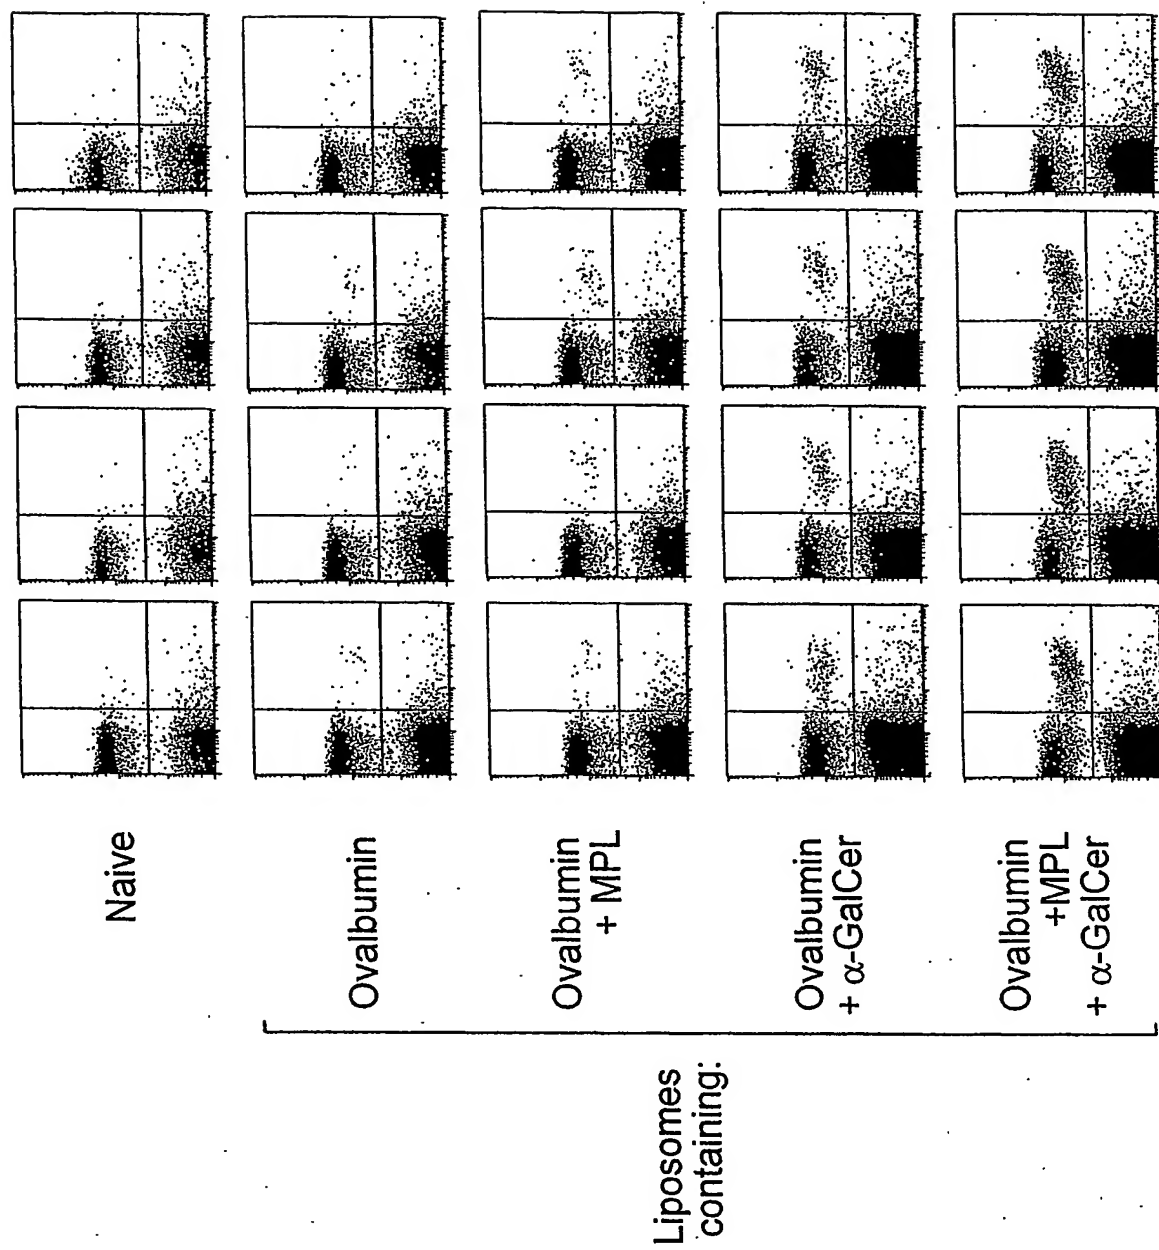 Naive
Ovalbumin
Ovalbumin
+ MPL
Ovalbumin
+ α-GalCer
Ovalbumin
+MPL
+ α-GalCer
Liposomes
containing: